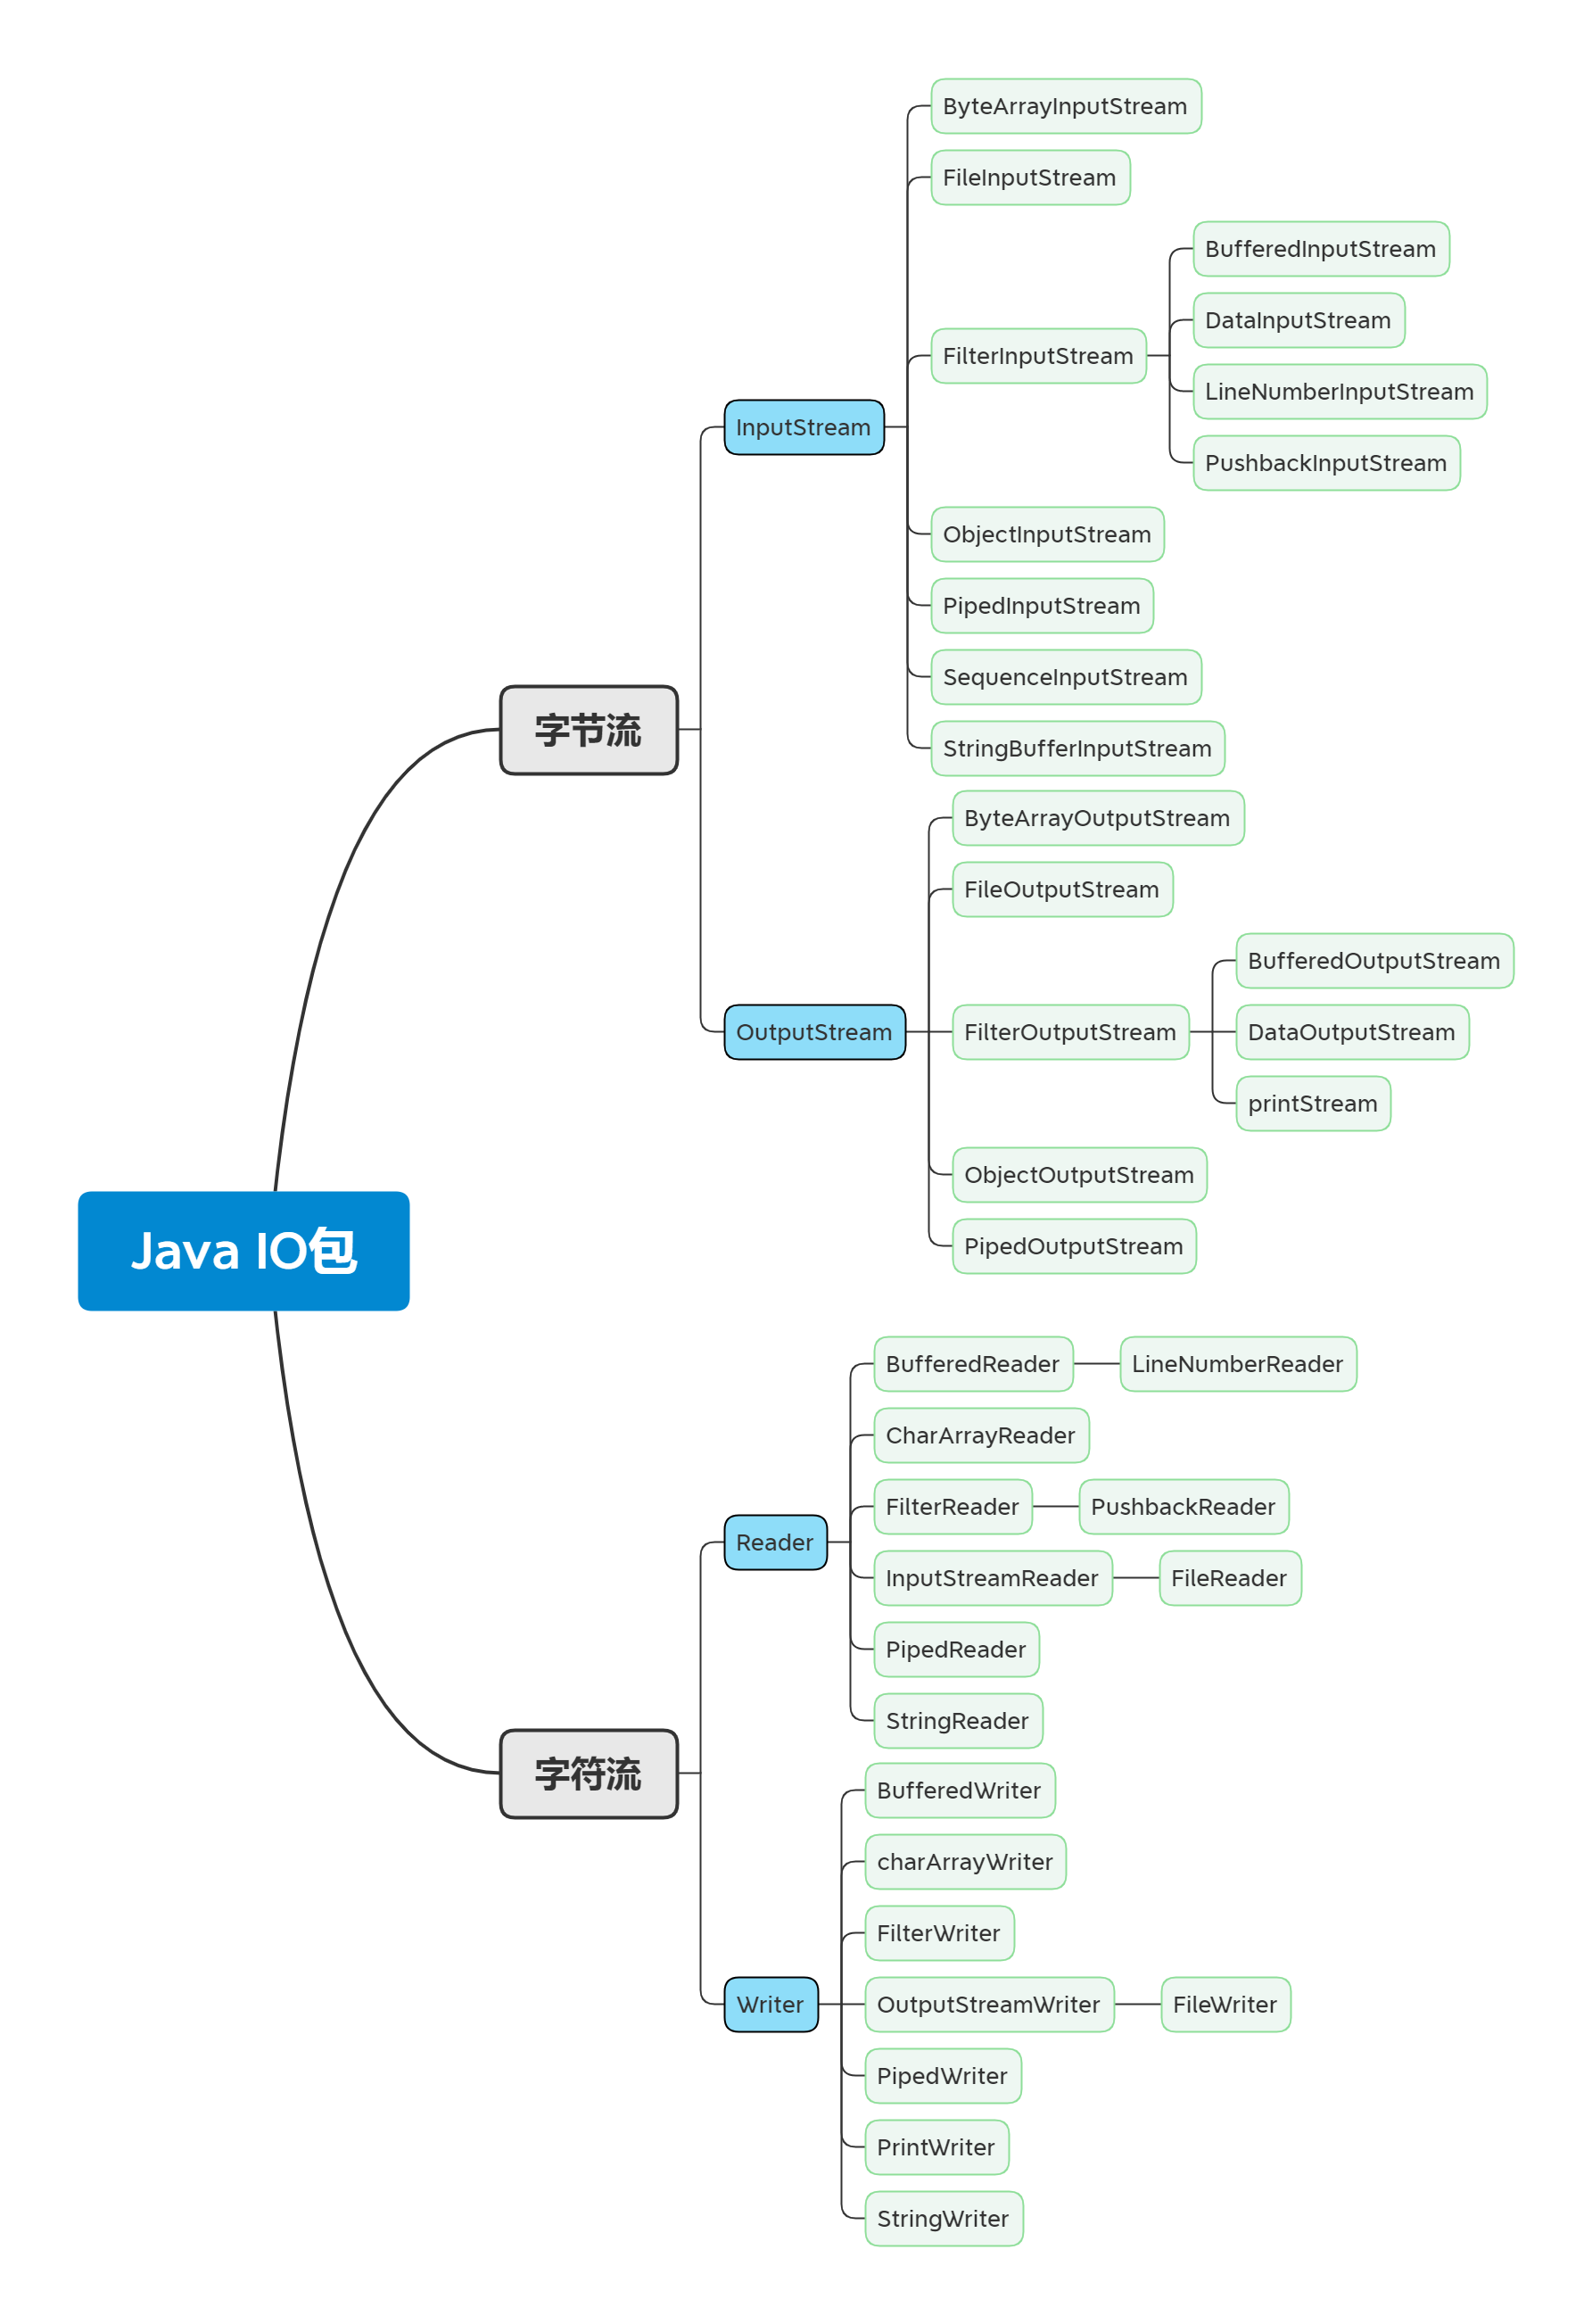 Java IO包
字节流
InputStream
ByteArrayInputStream
FileInputStream
FilterInputStream
BufferedInputStream
DataInputStream
LineNumberInputStream
PushbackInputStream
ObjectInputStream
PipedInputStream
SequenceInputStream
StringBufferInputStream
OutputStream
ByteArrayOutputStream
FileOutputStream
FilterOutputStream
BufferedOutputStream
DataOutputStream
printStream
ObjectOutputStream
PipedOutputStream
字符流
Reader
BufferedReader
LineNumberReader
CharArrayReader
FilterReader
PushbackReader
InputStreamReader
FileReader
PipedReader
StringReader
Writer
BufferedWriter
charArrayWriter
FilterWriter
OutputStreamWriter
FileWriter
PipedWriter
PrintWriter
StringWriter